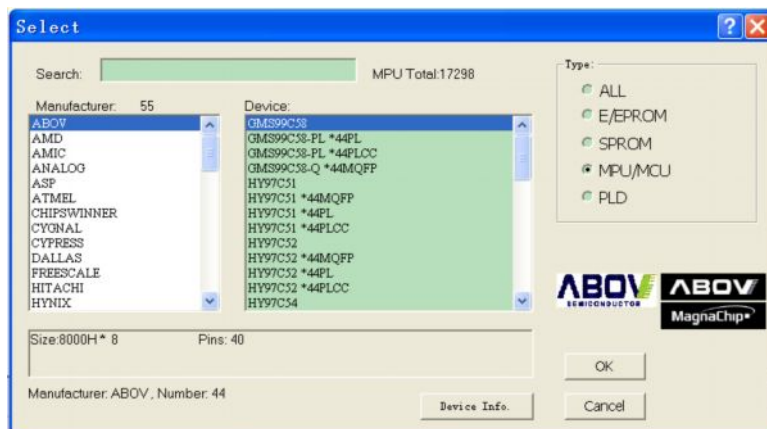 Select
Search:
MPU Total:17298
Type:
ALL
E/EPROM
SPROM
MPU/MCU
PLD
Manufacturer: 55
ABOV
AMD
AMIC
ANALOG
ASP
ATMEL
CHIPSWINNER
CYGNAL
CYPRESS
DALLAS
FREESCALE
HITACHI
HYNIX
Device:
GMS99C58
GMS99C58-PL *44PL
GMS99C58-PL *44PLCC
GMS99C58-Q *44MQFP
HY97C51
HY97C51 *44MQFP
HY97C51 *44PL
HY97C51 *44PLCC
HY97C52
HY97C52 *44MQFP
HY97C52 *44PL
HY97C52 *44PLCC
HY97C54
ABOV
SEMICONDUCTOR
ABOV
MagnaChip
Size:8000H * 8 Pins: 40
Manufacturer: ABOV, Number: 44
Device Info.
OK
Cancel